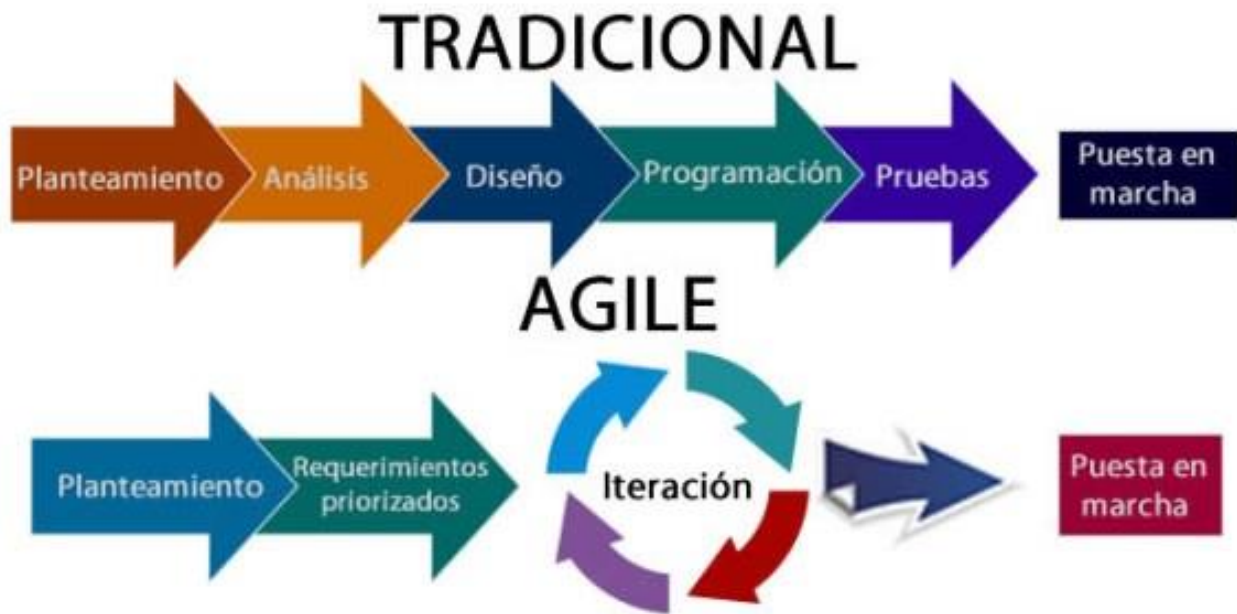 TRADICIONAL
Planteamiento
Análisis
Diseño
Programación
Pruebas
Puesta en
marcha
AGILE
Planteamiento
Requerimientos
priorizados
Iteración
Puesta en
marcha